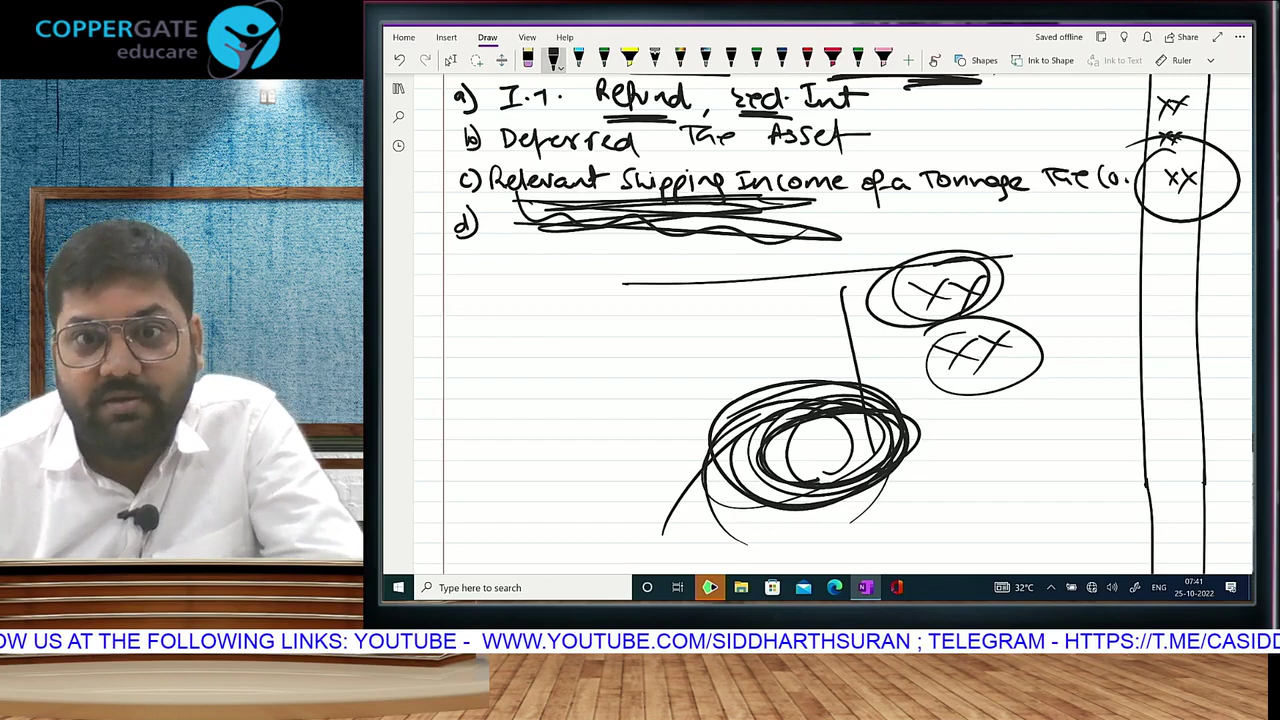 COPPERGATE
educare
Home Insert Draw View Help
Saved offline
Share
Shapes
Ink to Shape
Ink to Text
Ruler
a) I.T. Refund, Int
XX
b) Deferred Asset
XX
c) Relevant Shipping Income of a Tonnage Co.
XX
d)
XX
XX
Type here to search
32°C
ENG
07:41
25-10-2022
OW US AT THE FOLLOWING LINKS: YOUTUBE - WWW.YOUTUBE.COM/SIDDHARTHSURAN ; TELEGRAM - HTTPS://T.ME/CASIDD